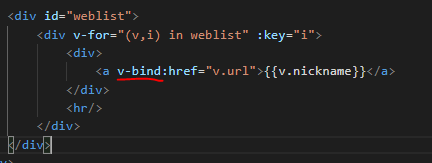 <div id="weblist">
<div v-for="(v,i) in weblist" :key="i">
<div>
<a v-bind:href="v.url">{{v.nickname}}</a>
</div>
<hr/>
</div>
</div>